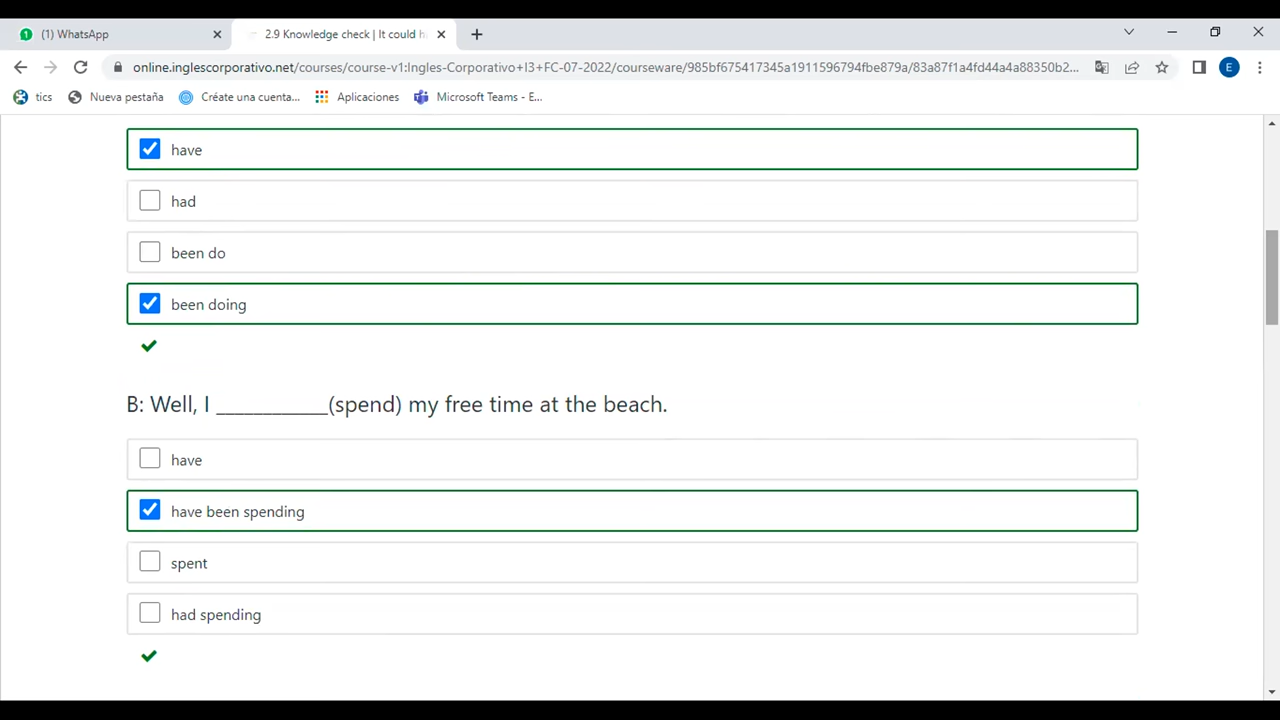 1 (1) WhatsApp
2.9 Knowledge check | It could h
online.inglescorporativo.net/courses/course-v1:Ingles-Corporativo+I3+FC-07-2022/courseware/985bf675417345a1911596794fbe879a/83a87f1a4fd44a4a88350b2...
E
tics Nueva pestaña Créate una cuenta... Aplicaciones Microsoft Teams - E...
have
had
been do
been doing
B: Well, I ____________(spend) my free time at the beach.
have
have been spending
spent
had spending